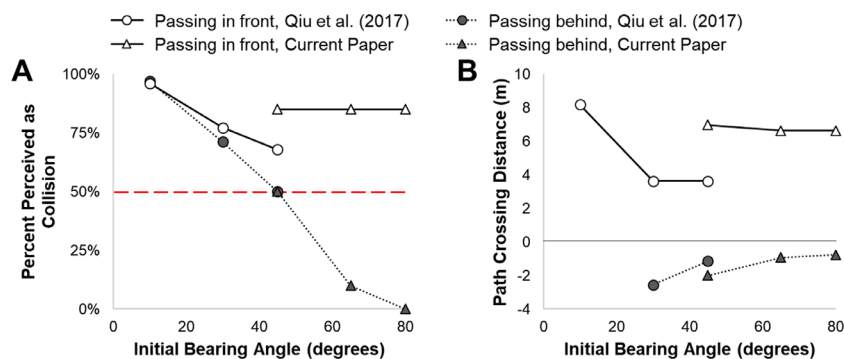 Passing in front, Qiu et al. (2017)
Passing behind, Qiu et al. (2017)
Passing in front, Current Paper
Passing behind, Current Paper
A
100%
75%
50%
25%
0%
Percent Perceived as
Collision
0
20
40
60
80
Initial Bearing Angle (degrees)
B
10
8
6
4
2
0
-2
-4
Path Crossing Distance (m)
0
20
40
60
80
Initial Bearing Angle (degrees)